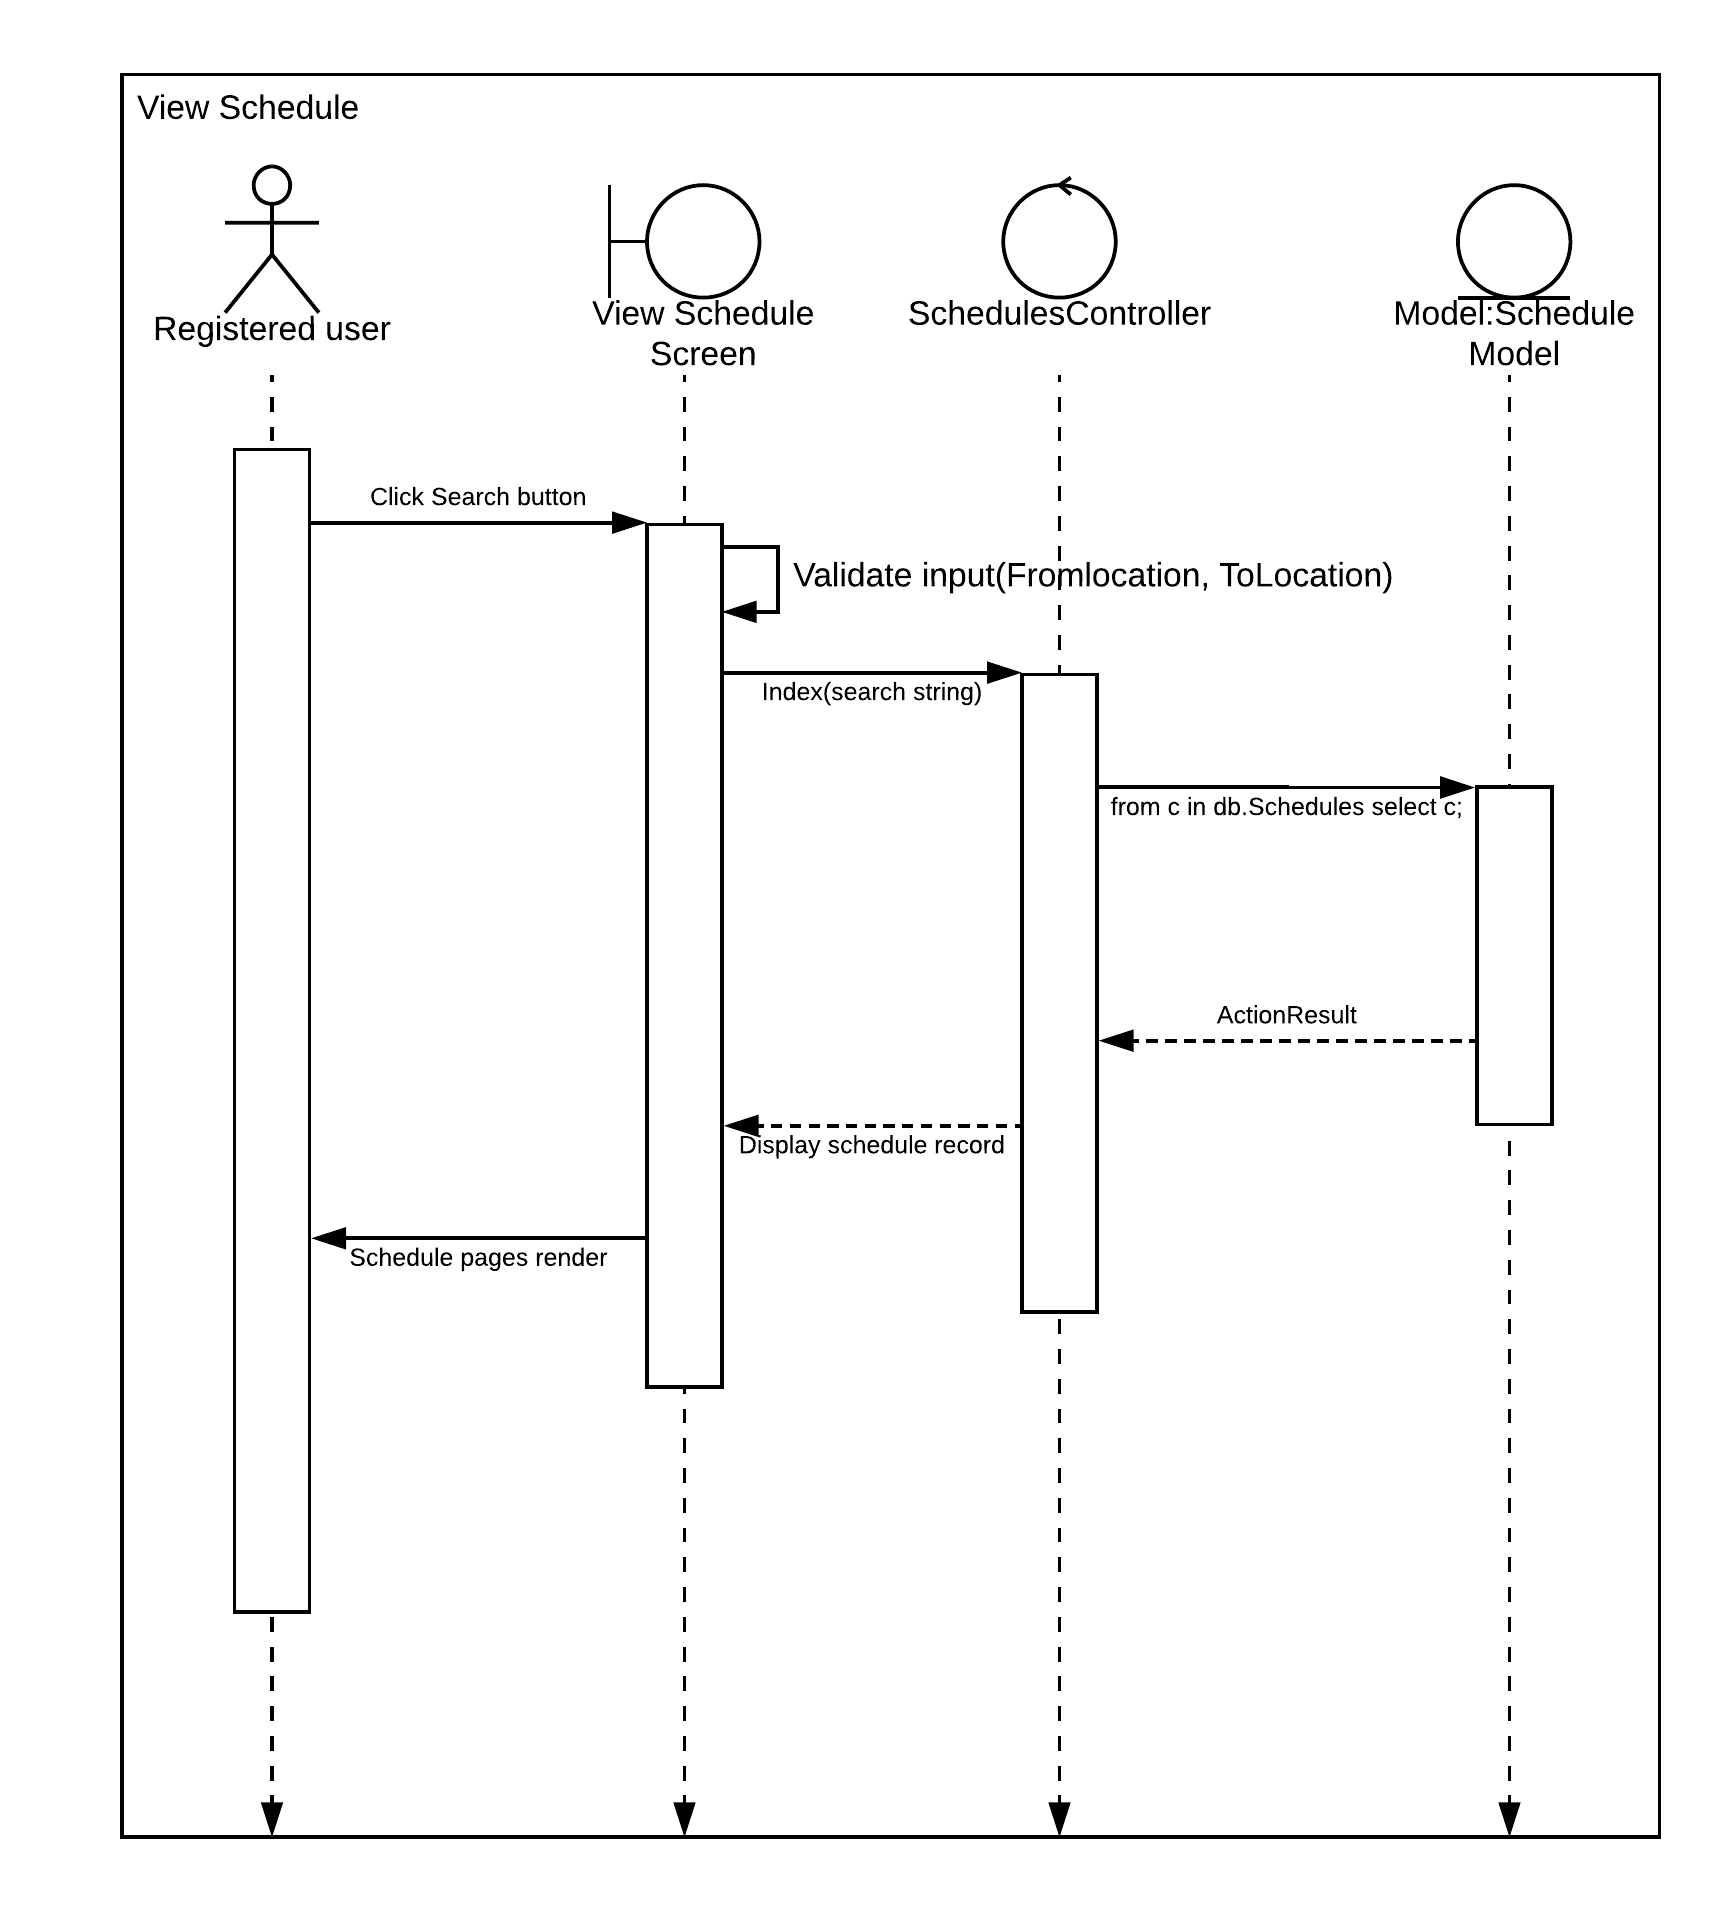 View Schedule
Registered user
View Schedule
Screen
SchedulesController
Model:Schedule
Model
Click Search button
Validate input(Fromlocation, ToLocation)
Index(search string)
from c in db.Schedules select c;
ActionResult
Display schedule record
Schedule pages render